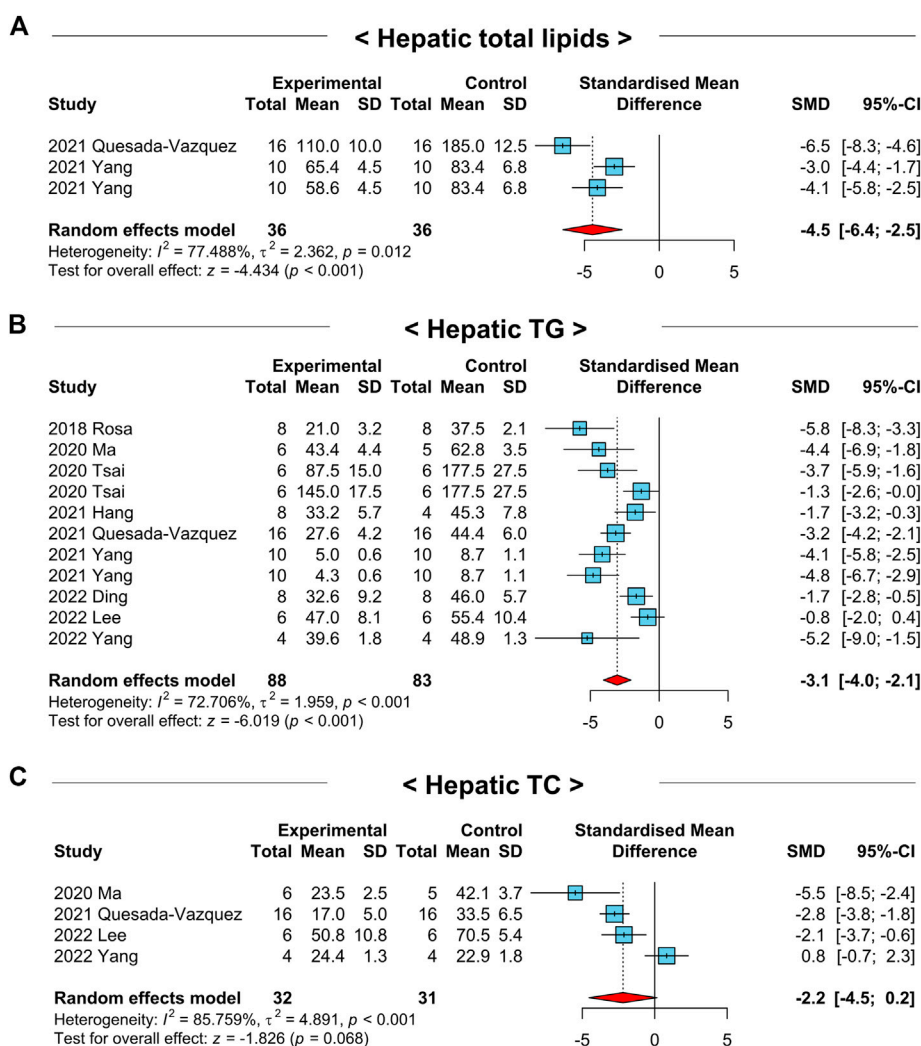 A
< Hepatic total lipids >
Experimental Control Standardised Mean
Study Total Mean SD Total Mean SD Difference SMD 95%-CI
2021 Quesada-Vazquez 16 110.0 10.0 16 185.0 12.5 -6.5 [-8.3; -4.6]
2021 Yang 10 65.4 4.5 10 83.4 6.8 -3.0 [-4.4; -1.7]
2021 Yang 10 58.6 4.5 10 83.4 6.8 -4.1 [-5.8; -2.5]
Random effects model 36 36 -4.5 [-6.4; -2.5]
Heterogeneity: I² = 77.488%, τ² = 2.362, p = 0.012
Test for overall effect: z = -4.434 (p < 0.001)
-5 0 5
B
< Hepatic TG >
Experimental Control Standardised Mean
Study Total Mean SD Total Mean SD Difference SMD 95%-CI
2018 Rosa 8 21.0 3.2 8 37.5 2.1 -5.8 [-8.3; -3.3]
2020 Ma 6 43.4 4.4 5 62.8 3.5 -4.4 [-6.9; -1.8]
2020 Tsai 6 87.5 15.0 6 177.5 27.5 -3.7 [-5.9; -1.6]
2020 Tsai 6 145.0 17.5 6 177.5 27.5 -1.3 [-2.6; -0.0]
2021 Hang 8 33.2 5.7 4 45.3 7.8 -1.7 [-3.2; -0.3]
2021 Quesada-Vazquez 16 27.6 4.2 16 44.4 6.0 -3.2 [-4.2; -2.1]
2021 Yang 10 5.0 0.6 10 8.7 1.1 -4.1 [-5.8; -2.5]
2021 Yang 10 4.3 0.6 10 8.7 1.1 -4.8 [-6.7; -2.9]
2022 Ding 8 32.6 9.2 8 46.0 5.7 -1.7 [-2.8; -0.5]
2022 Lee 6 47.0 8.1 6 55.4 10.4 -0.8 [-2.0; 0.4]
2022 Yang 4 39.6 1.8 4 48.9 1.3 -5.2 [-9.0; -1.5]
Random effects model 88 83 -3.1 [-4.0; -2.1]
Heterogeneity: I² = 72.706%, τ² = 1.959, p < 0.001
Test for overall effect: z = -6.019 (p < 0.001)
-5 0 5
C
< Hepatic TC >
Experimental Control Standardised Mean
Study Total Mean SD Total Mean SD Difference SMD 95%-CI
2020 Ma 6 23.5 2.5 5 42.1 3.7 -5.5 [-8.5; -2.4]
2021 Quesada-Vazquez 16 17.0 5.0 16 33.5 6.5 -2.8 [-3.8; -1.8]
2022 Lee 6 50.8 10.8 6 70.5 5.4 -2.1 [-3.7; -0.6]
2022 Yang 4 24.4 1.3 4 22.9 1.8 0.8 [-0.7; 2.3]
Random effects model 32 31 -2.2 [-4.5; 0.2]
Heterogeneity: I² = 85.759%, τ² = 4.891, p < 0.001
Test for overall effect: z = -1.826 (p = 0.068)
-5 0 5